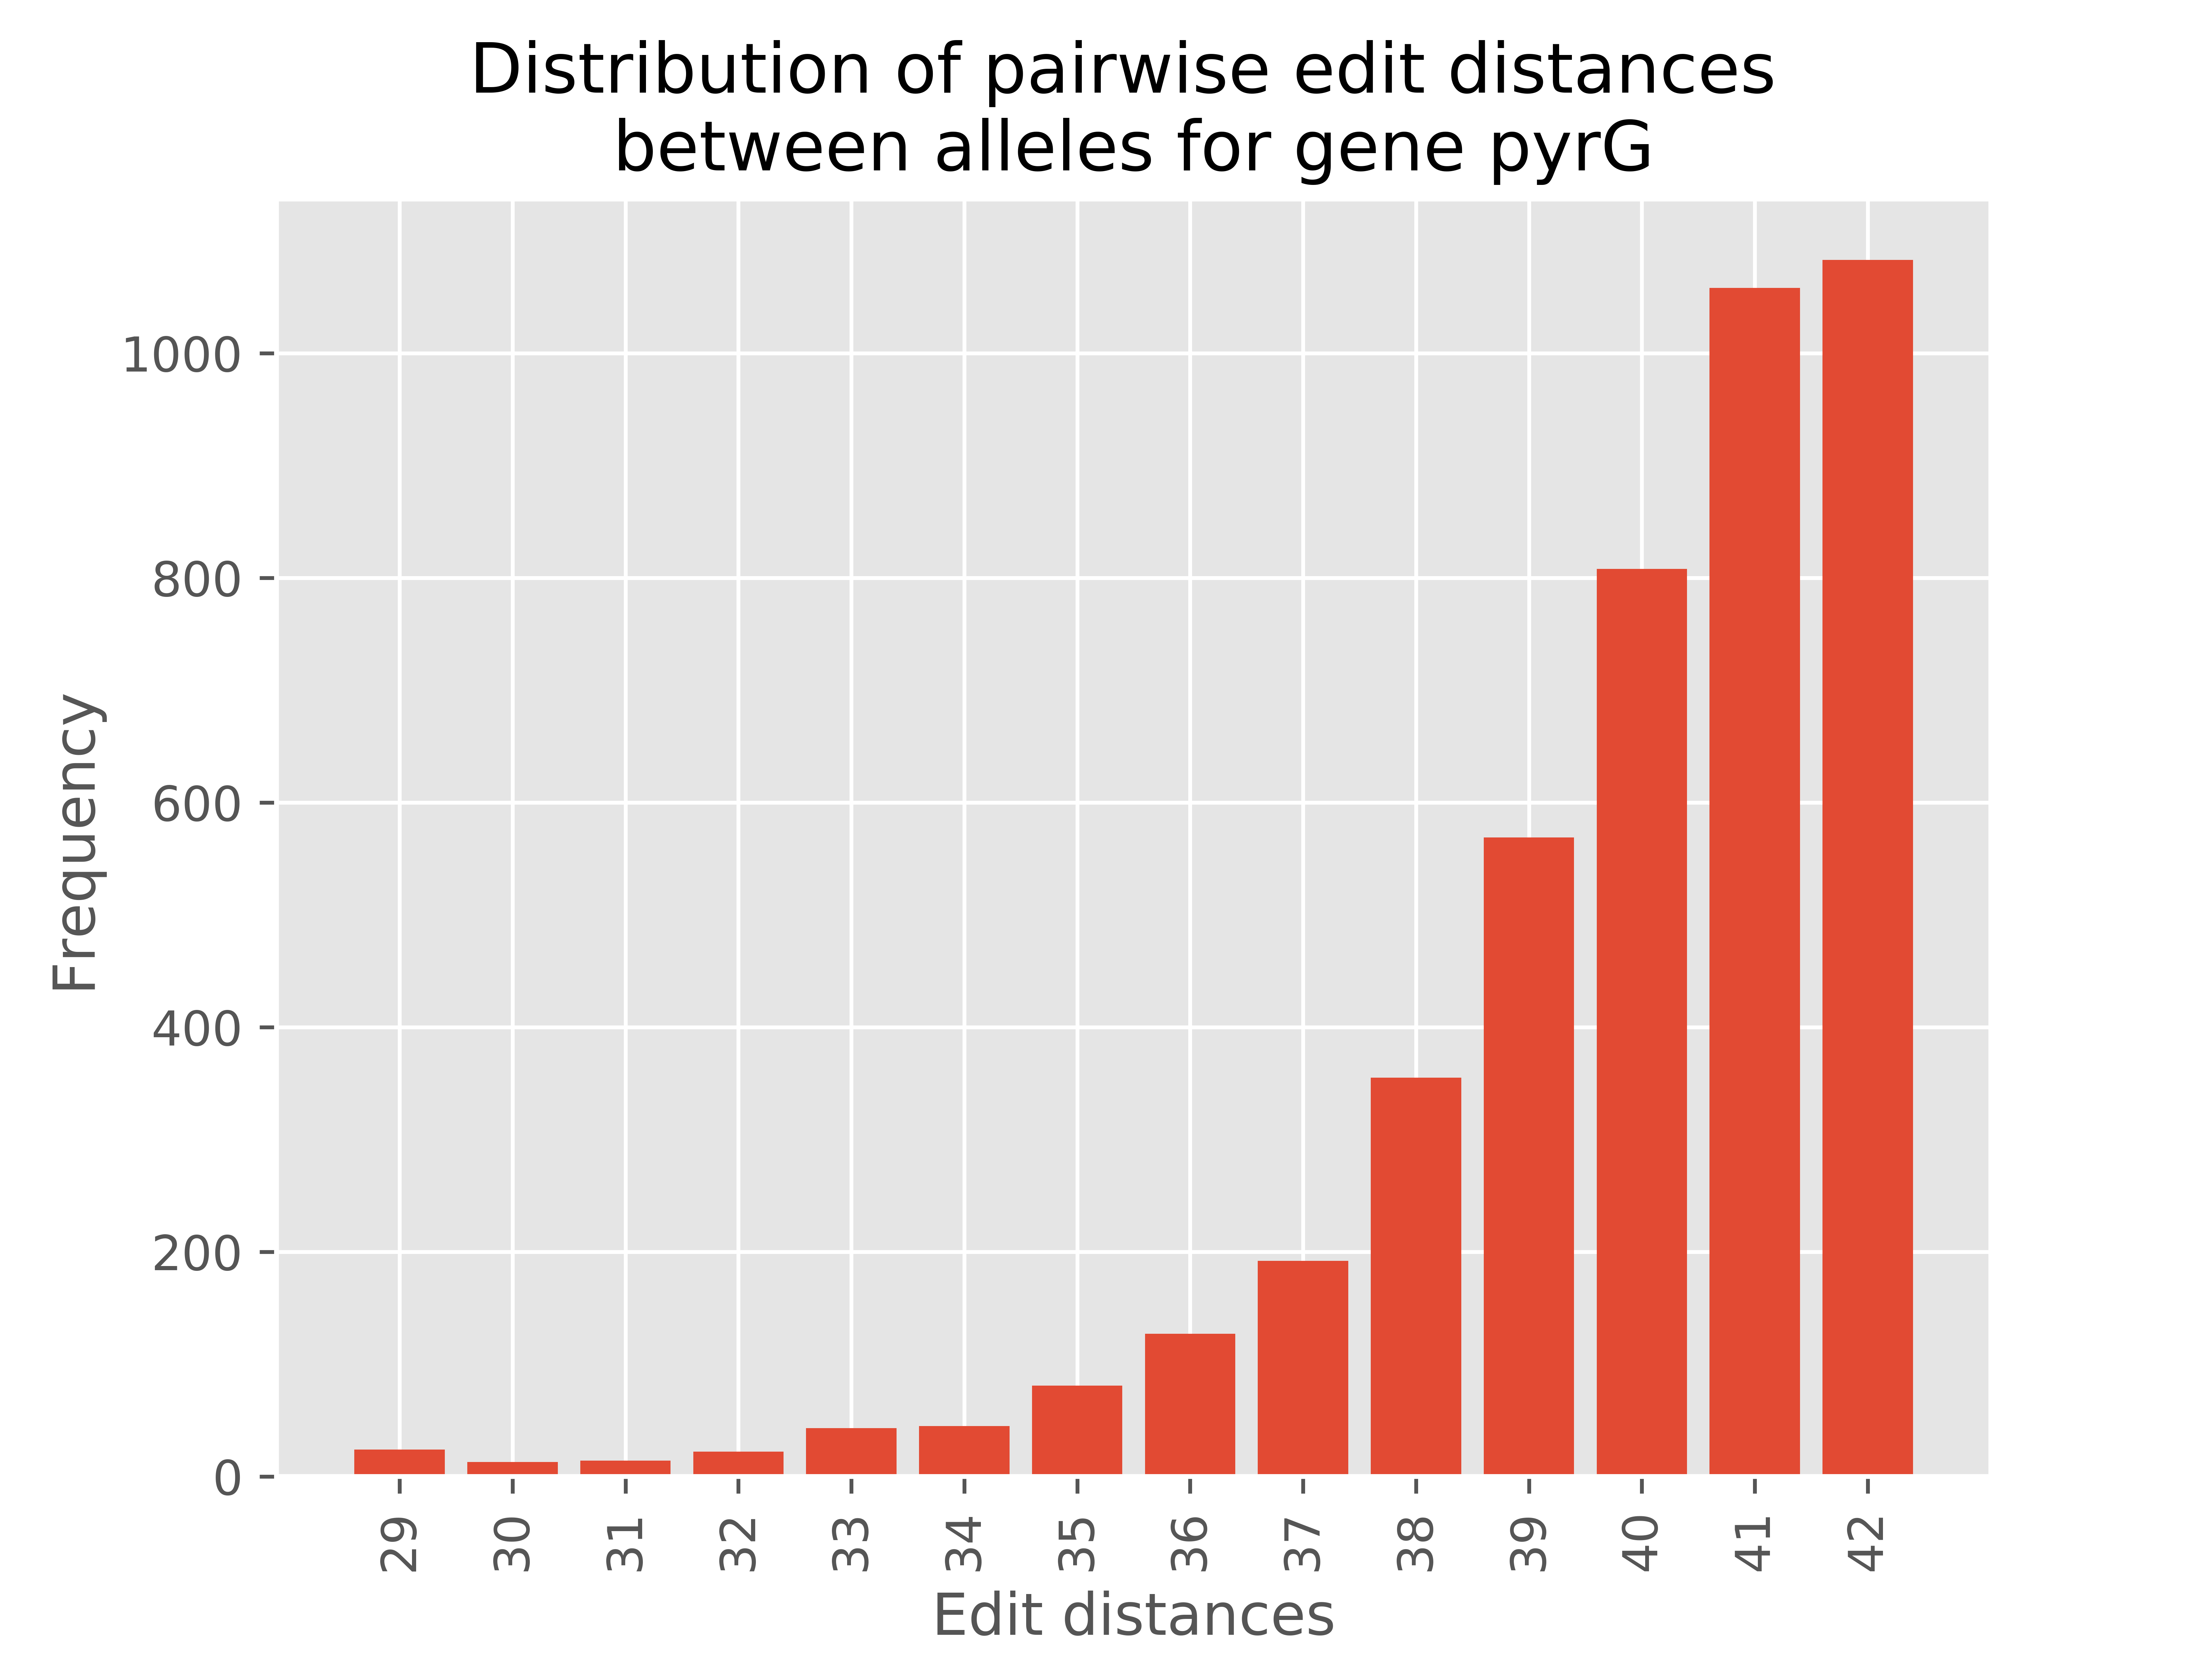 Distribution of pairwise edit distances
between alleles for gene pyrG
Frequency
1000
800
600
400
200
0
29 30 31 32 33 34 35 36 37 38 39 40 41 42
Edit distances